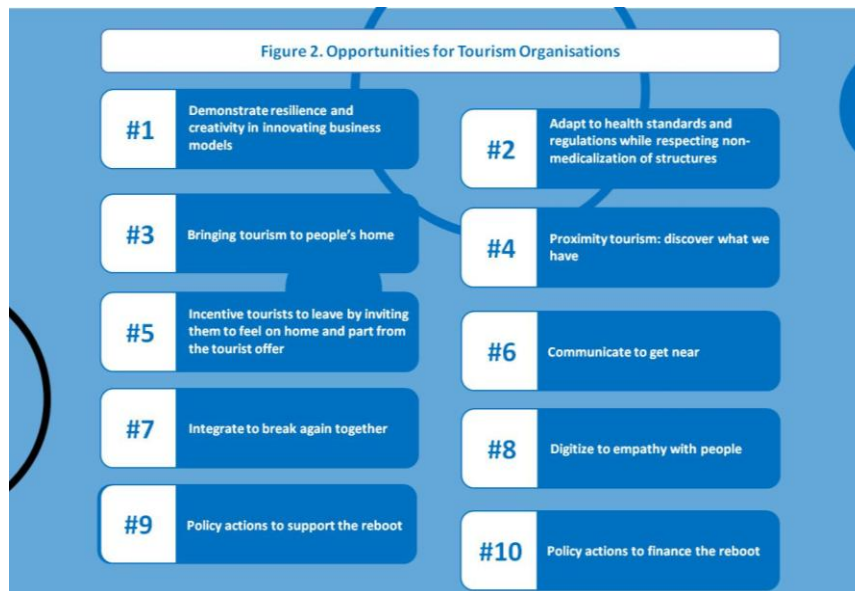 Figure 2. Opportunities for Tourism Organisations
#1
Demonstrate resilience and
creativity in innovating business
models
#2
Adapt to health standards and
regulations while respecting non-
medicalization of structures
#3
Bringing tourism to people's home
#4
Proximity tourism: discover what we
have
#5
Incentive tourists to leave by inviting
them to feel on home and part from
the tourist offer
#6
Communicate to get near
#7
Integrate to break again together
#8
Digitize to empathy with people
#9
Policy actions to support the reboot
#10
Policy actions to finance the reboot